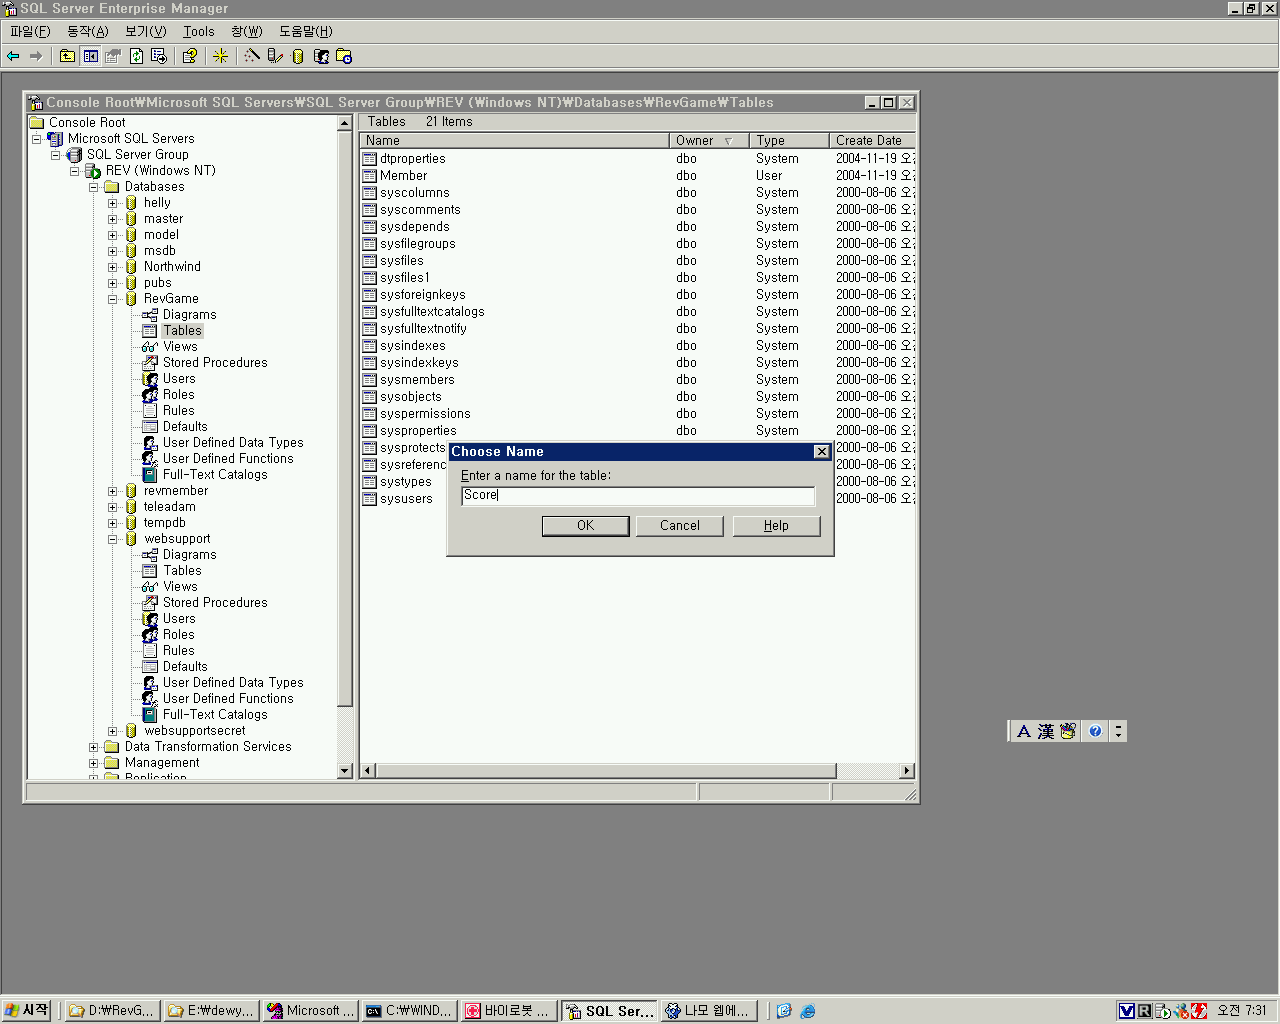 SQL Server Enterprise Manager
파일(F) 동작(A) 보기(V) Tools 창(W) 도움말(H)
Console Root\Microsoft SQL Servers\SQL Server Group\REV (Windows NT)\Databases\RevGame\Tables
Console Root
Microsoft SQL Servers
SQL Server Group
REV (Windows NT)
Databases
helly
master
model
msdb
Northwind
pubs
RevGame
Diagrams
Tables
Views
Stored Procedures
Users
Roles
Rules
Defaults
User Defined Data Types
User Defined Functions
Full-Text Catalogs
revmember
teleadam
tempdb
websupport
Diagrams
Tables
Views
Stored Procedures
Users
Roles
Rules
Defaults
User Defined Data Types
User Defined Functions
Full-Text Catalogs
websupportsecret
Data Transformation Services
Management
Replication
Tables 21 Items
Name Owner Type Create Date
dtproperties dbo System 2004-11-19 오
Member dbo User 2004-11-19 오
syscolumns dbo System 2000-08-06 오
syscomments dbo System 2000-08-06 오
sysdepends dbo System 2000-08-06 오
sysfilegroups dbo System 2000-08-06 오
sysfiles dbo System 2000-08-06 오
sysfiles1 dbo System 2000-08-06 오
sysforeignkeys dbo System 2000-08-06 오
sysfulltextcatalogs dbo System 2000-08-06 오
sysfulltextnotify dbo System 2000-08-06 오
sysindexes dbo System 2000-08-06 오
sysindexkeys dbo System 2000-08-06 오
sysmembers dbo System 2000-08-06 오
sysobjects dbo System 2000-08-06 오
syspermissions dbo System 2000-08-06 오
sysproperties dbo System 2000-08-06 오
sysprotects 2000-08-06 오
sysreferenc 2000-08-06 오
systypes 2000-08-06 오
sysusers 2000-08-06 오
Choose Name
Enter a name for the table:
Score
OK Cancel Help
A 漢
시작 D:\RevG... E:\dewy... Microsoft ... C:\WIND... 바이로봇 ... SQL Ser... 나모 웹에... 오전 7:31